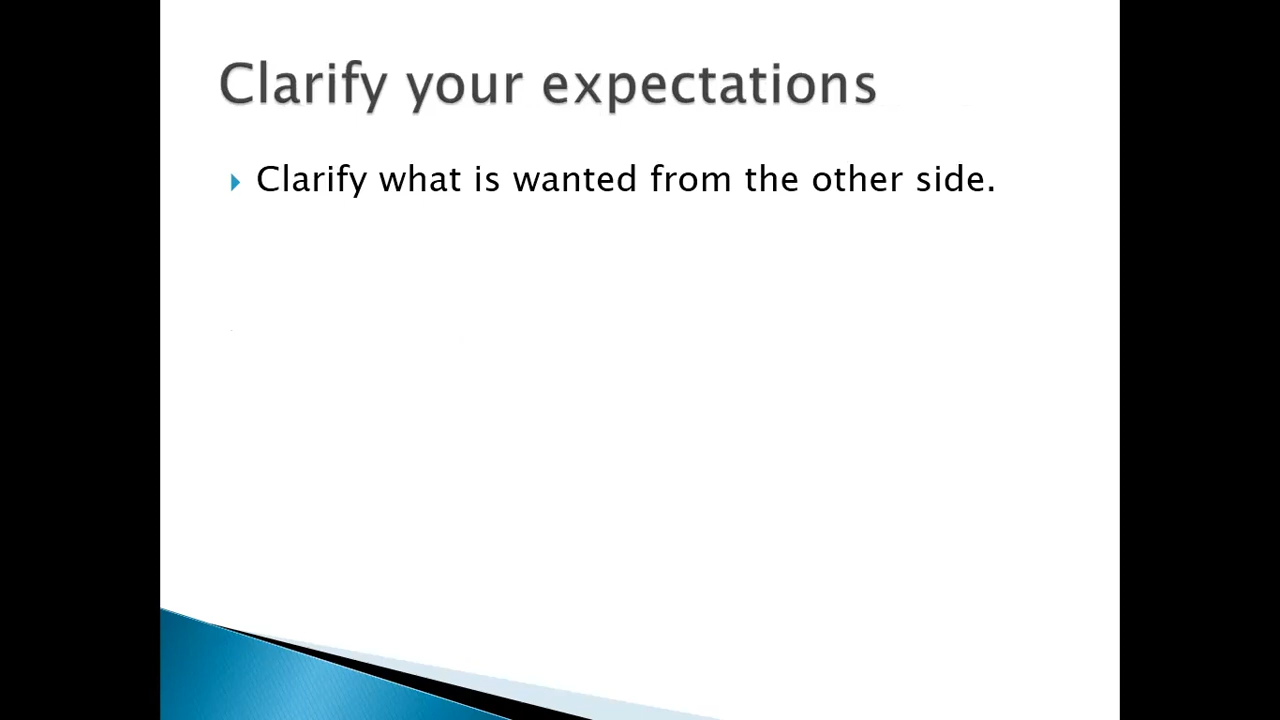 Clarify your expectations
Clarify what is wanted from the other side.